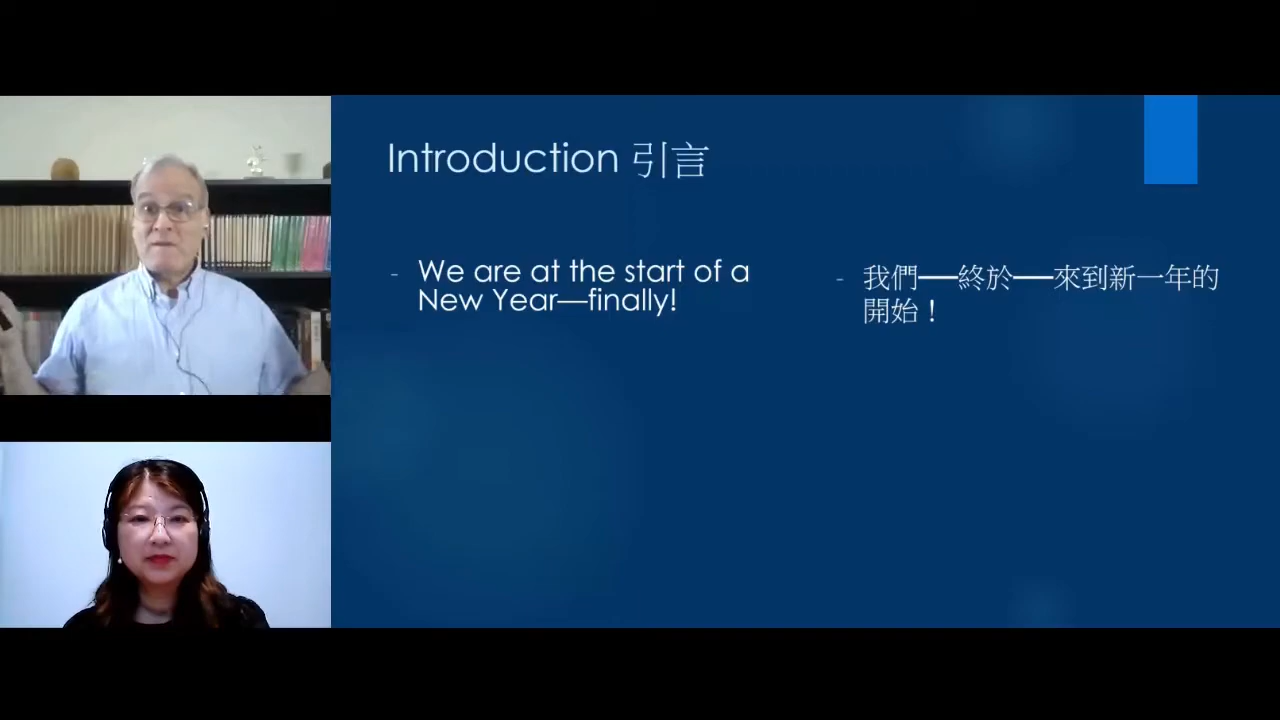 Introduction 引言
- We are at the start of a
New Year—finally!
- 我們──終於──來到新一年的
開始！